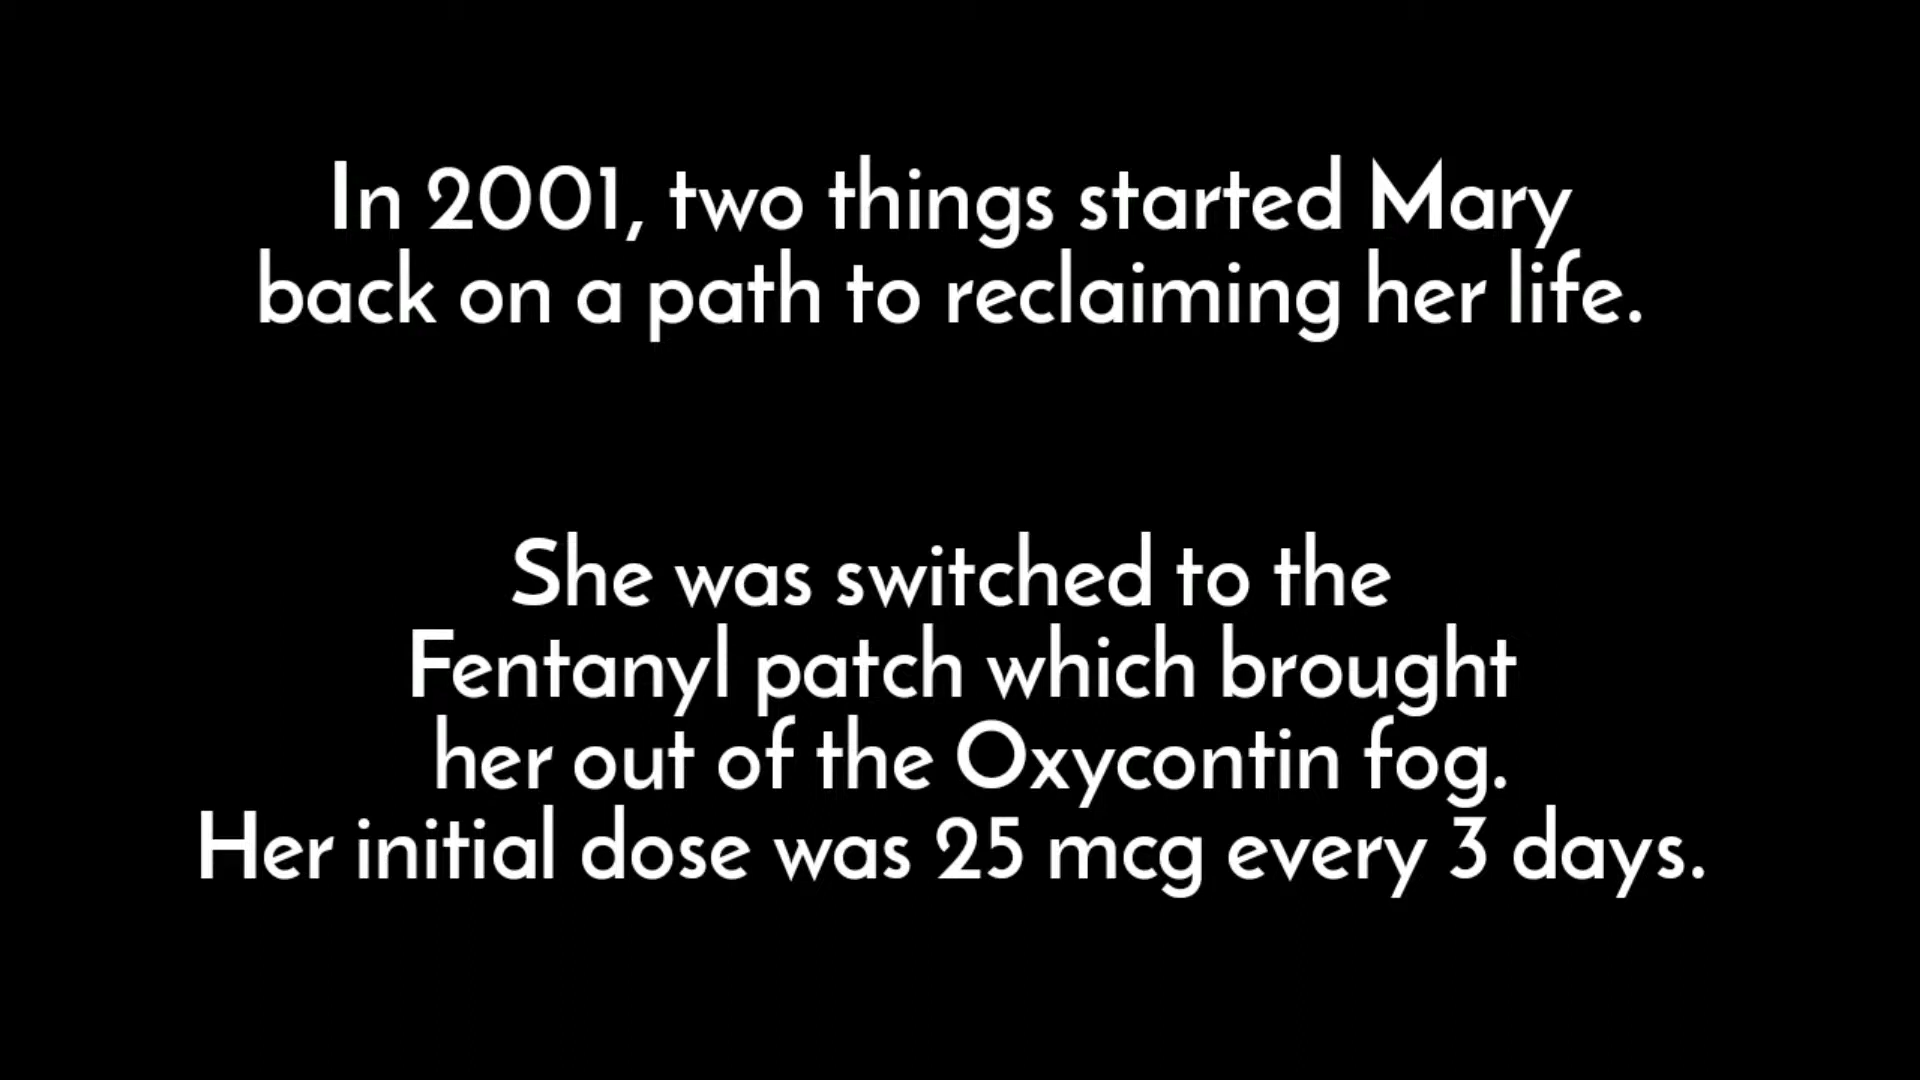 In 2001, two things started Mary
back on a path to reclaiming her life.
She was switched to the
Fentanyl patch which brought
her out of the Oxycontin fog.
Her initial dose was 25 mcg every 3 days.